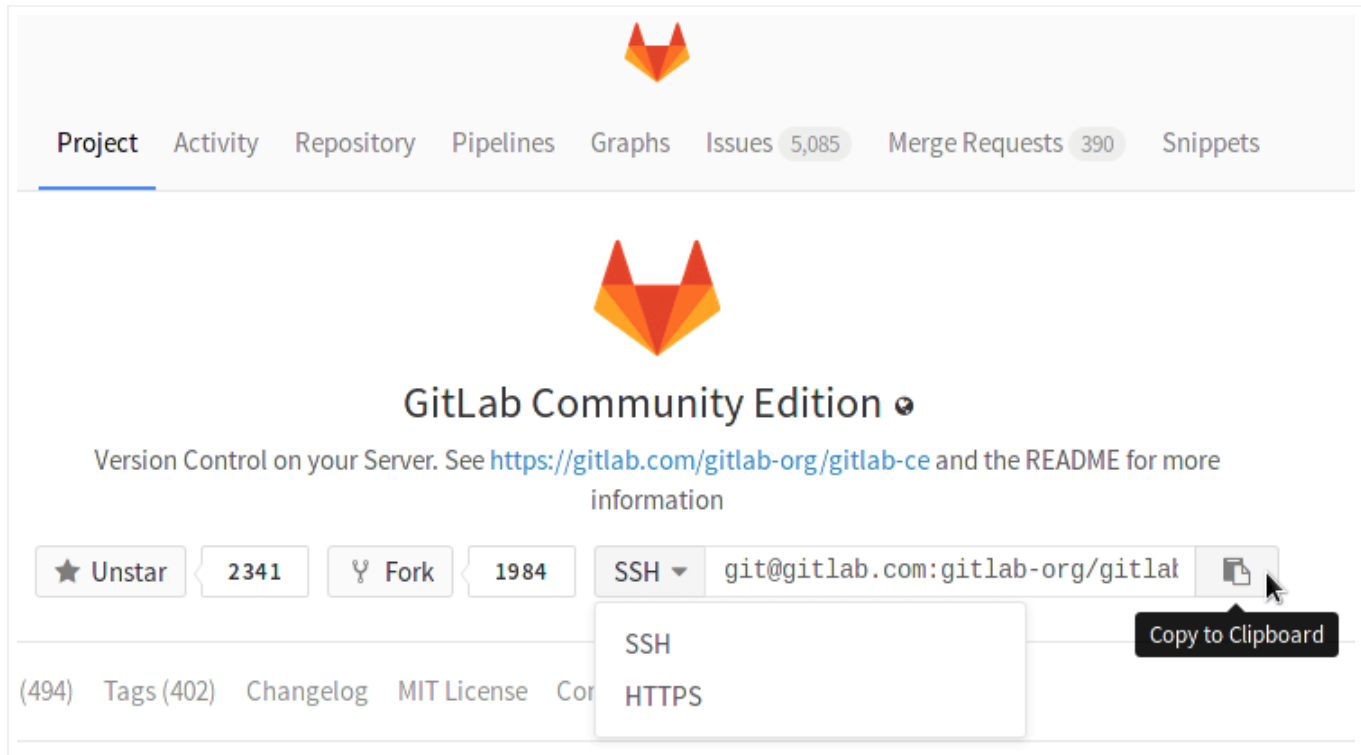 Project Activity Repository Pipelines Graphs Issues 5,085 Merge Requests 390 Snippets
GitLab Community Edition
Version Control on your Server. See https://gitlab.com/gitlab-org/gitlab-ce and the README for more
information
Unstar 2341 Fork 1984 SSH git@gitlab.com:gitlab-org/gitlab
Copy to Clipboard
SSH
HTTPS
(494) Tags (402) Changelog MIT License